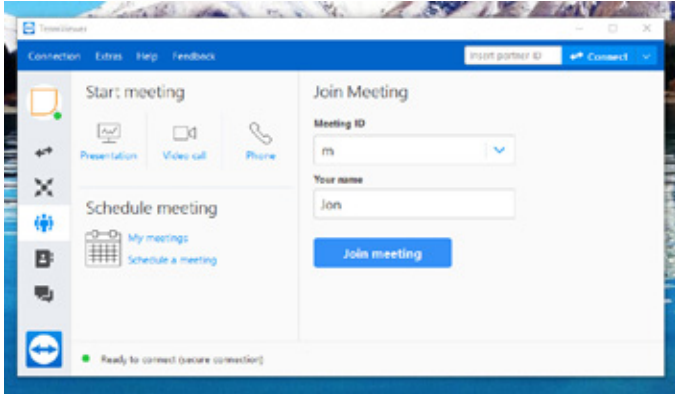 TeamViewer
Connection Extras Help Feedback
Insert partner ID
Connect
Start meeting
Presentation Video call Phone
Schedule meeting
My meetings
Schedule a meeting
Join Meeting
Meeting ID
m
Your name
Jon
Join meeting
Ready to connect (secure connection)